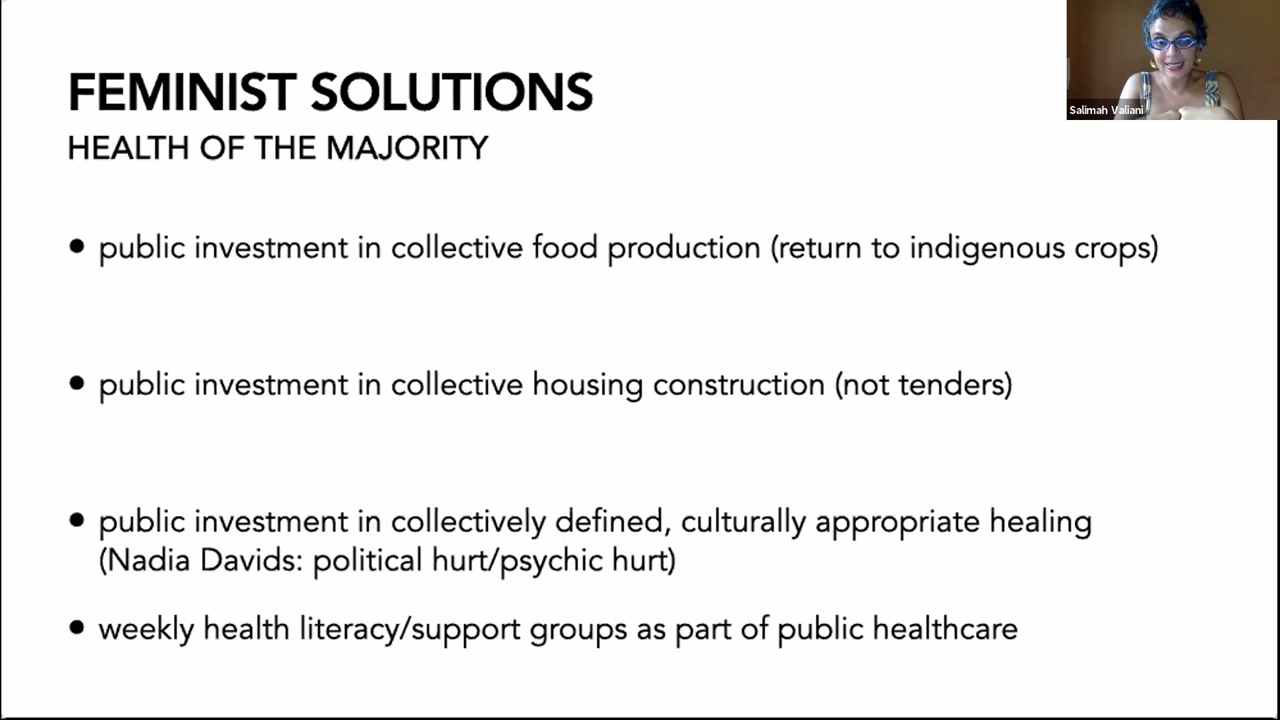 FEMINIST SOLUTIONS
HEALTH OF THE MAJORITY
Salimah Valiani
• public investment in collective food production (return to indigenous crops)
• public investment in collective housing construction (not tenders)
• public investment in collectively defined, culturally appropriate healing
(Nadia Davids: political hurt/psychic hurt)
• weekly health literacy/support groups as part of public healthcare